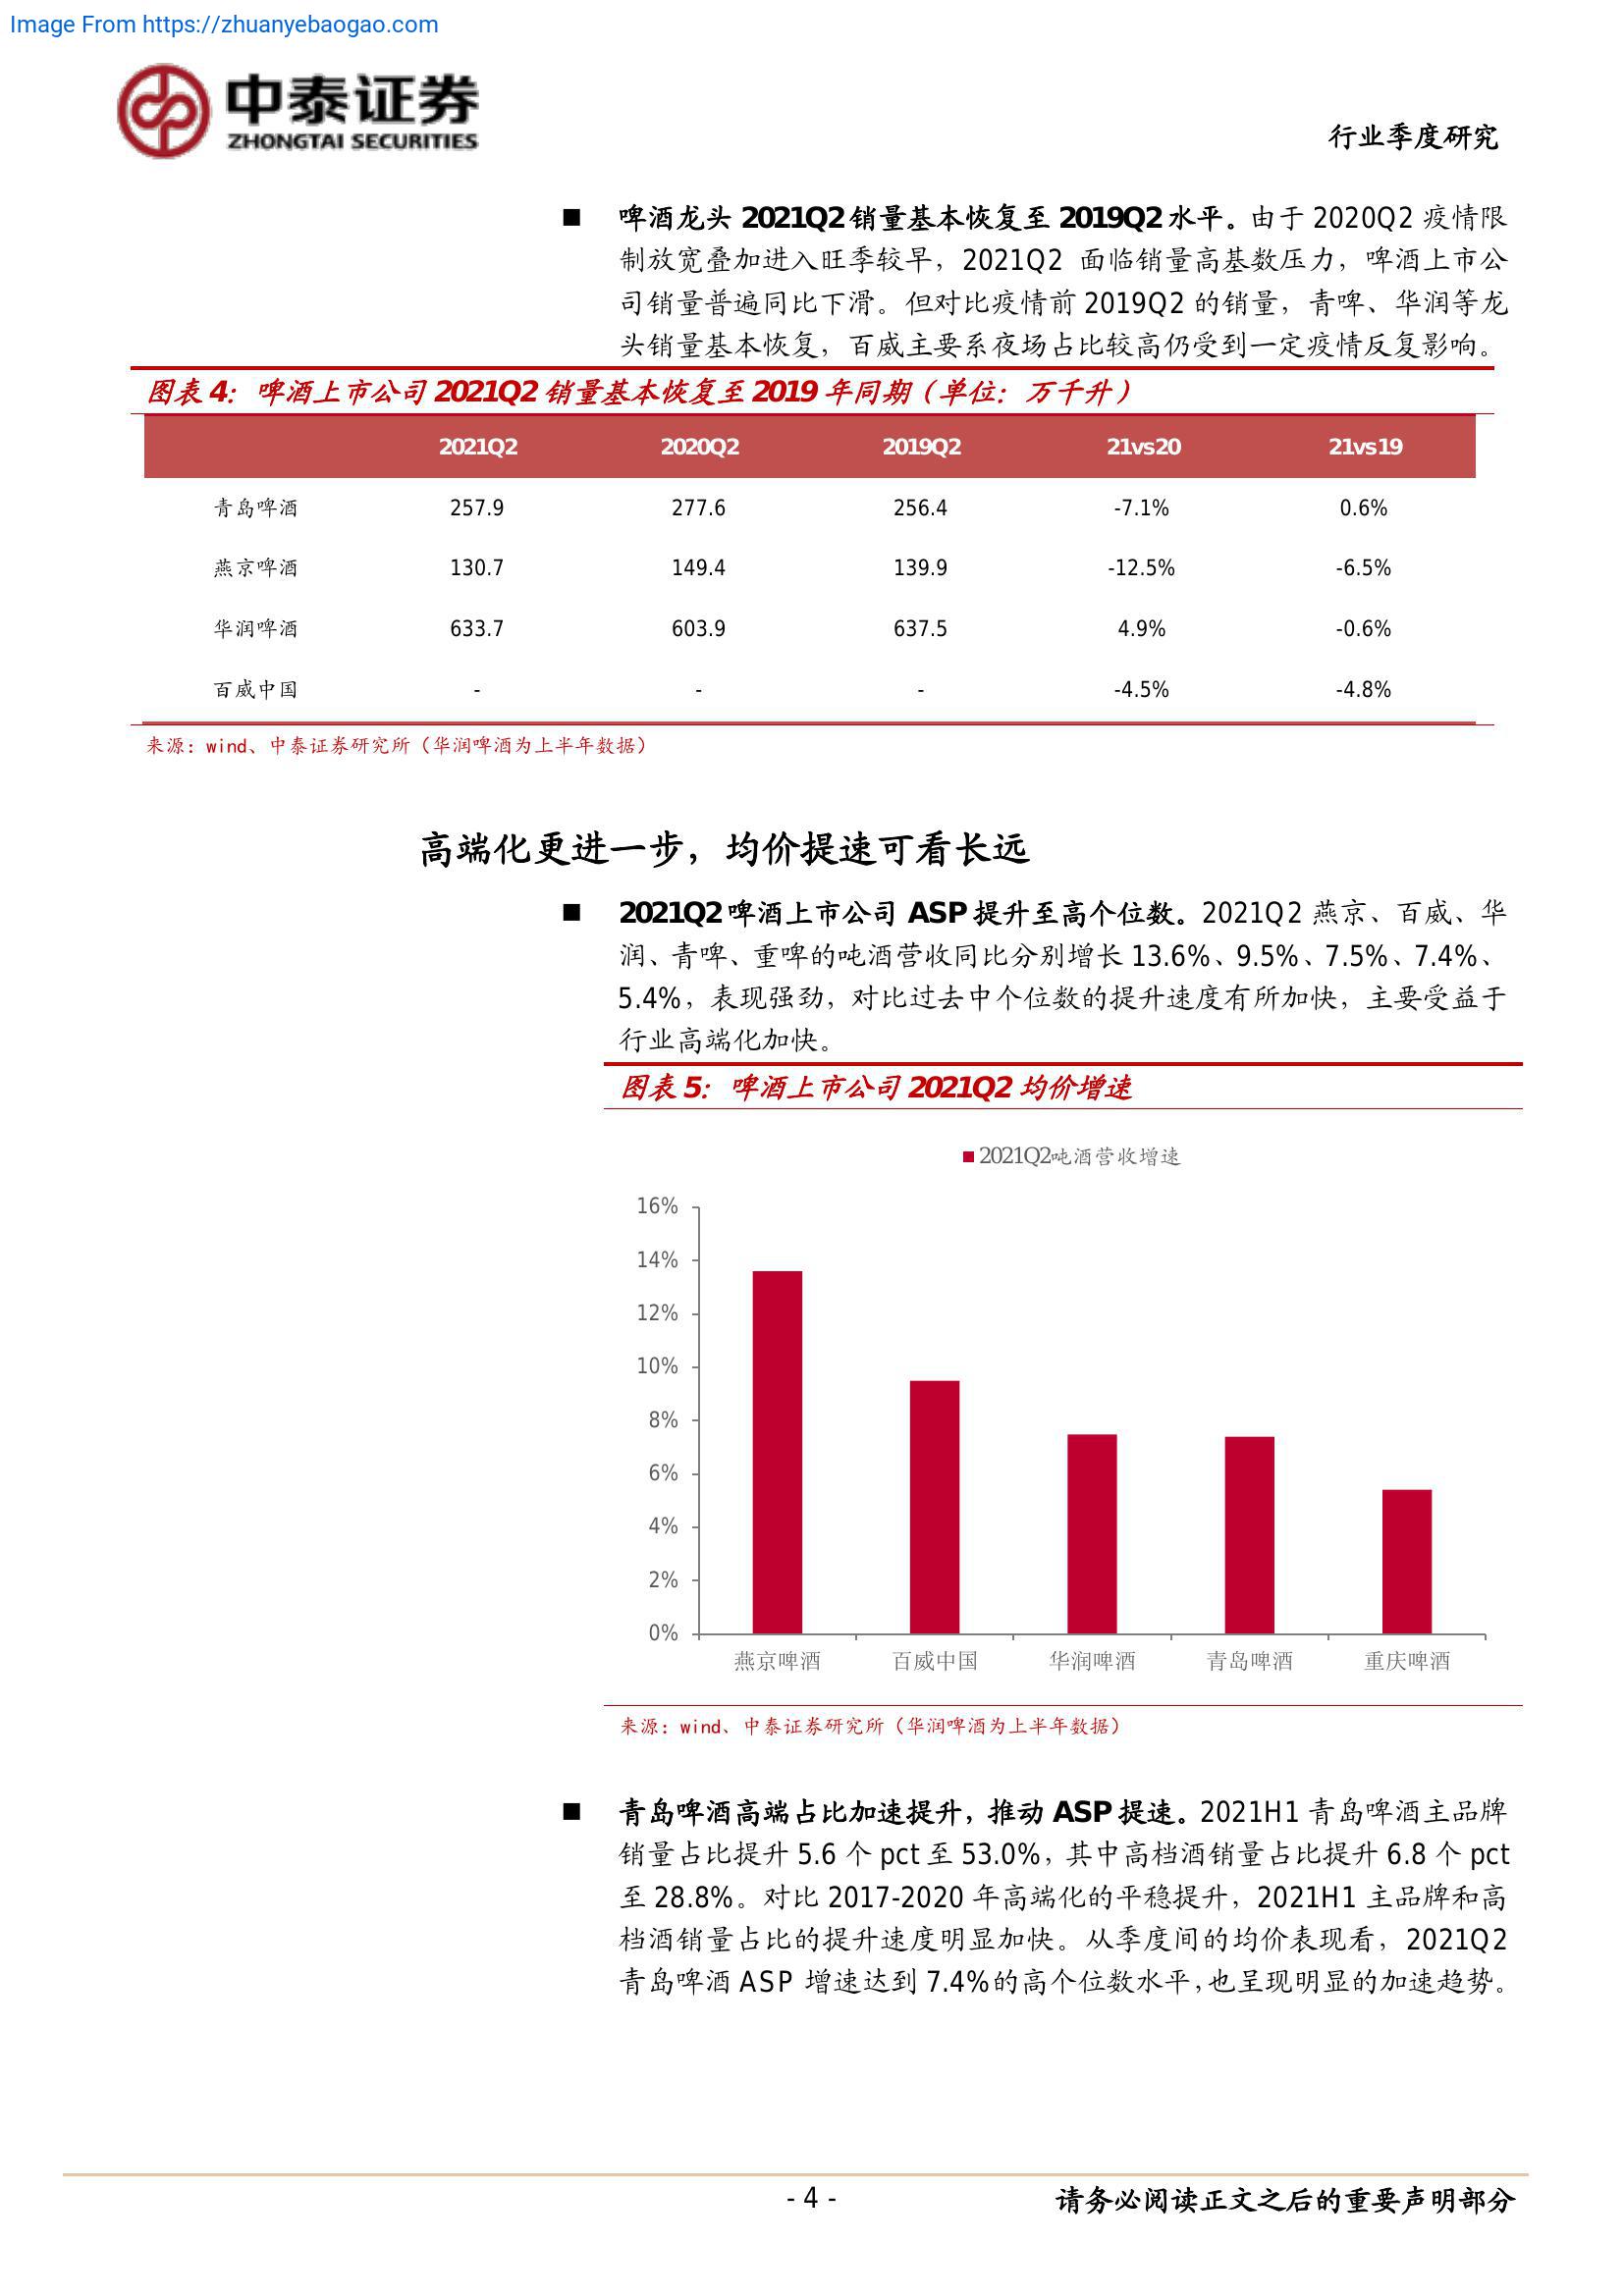 Image From https://zhuanyebaogao.com
中泰证券
ZHONGTAI SECURITIES
行业季度研究
■ 啤酒龙头 2021Q2 销量基本恢复至 2019Q2 水平。由于 2020Q2 疫情限
制放宽叠加进入旺季较早，2021Q2 面临销量高基数压力，啤酒上市公
司销量普遍同比下滑。但对比疫情前 2019Q2 的销量，青啤、华润等龙
头销量基本恢复，百威主要系夜场占比较高仍受到一定疫情反复影响。
图表 4：啤酒上市公司 2021Q2 销量基本恢复至 2019 年同期（单位：万千升）
2021Q2 2020Q2 2019Q2 21vs20 21vs19
青岛啤酒 257.9 277.6 256.4 -7.1% 0.6%
燕京啤酒 130.7 149.4 139.9 -12.5% -6.5%
华润啤酒 633.7 603.9 637.5 4.9% -0.6%
百威中国 - - - -4.5% -4.8%
来源：wind、中泰证券研究所（华润啤酒为上半年数据）
高端化更进一步，均价提速可看长远
■ 2021Q2 啤酒上市公司 ASP 提升至高个位数。2021Q2 燕京、百威、华
润、青啤、重啤的吨酒营收同比分别增长 13.6%、9.5%、7.5%、7.4%、
5.4%，表现强劲，对比过去中个位数的提升速度有所加快，主要受益于
行业高端化加快。
图表 5：啤酒上市公司 2021Q2 均价增速
2021Q2吨酒营收增速
16%
14%
12%
10%
8%
6%
4%
2%
0%
燕京啤酒 百威中国 华润啤酒 青岛啤酒 重庆啤酒
来源：wind、中泰证券研究所（华润啤酒为上半年数据）
■ 青岛啤酒高端占比加速提升，推动 ASP 提速。2021H1 青岛啤酒主品牌
销量占比提升 5.6 个 pct 至 53.0%，其中高档酒销量占比提升 6.8 个 pct
至 28.8%。对比 2017-2020 年高端化的平稳提升，2021H1 主品牌和高
档酒销量占比的提升速度明显加快。从季度间的均价表现看，2021Q2
青岛啤酒 ASP 增速达到 7.4%的高个位数水平，也呈现明显的加速趋势。
- 4 -
请务必阅读正文之后的重要声明部分